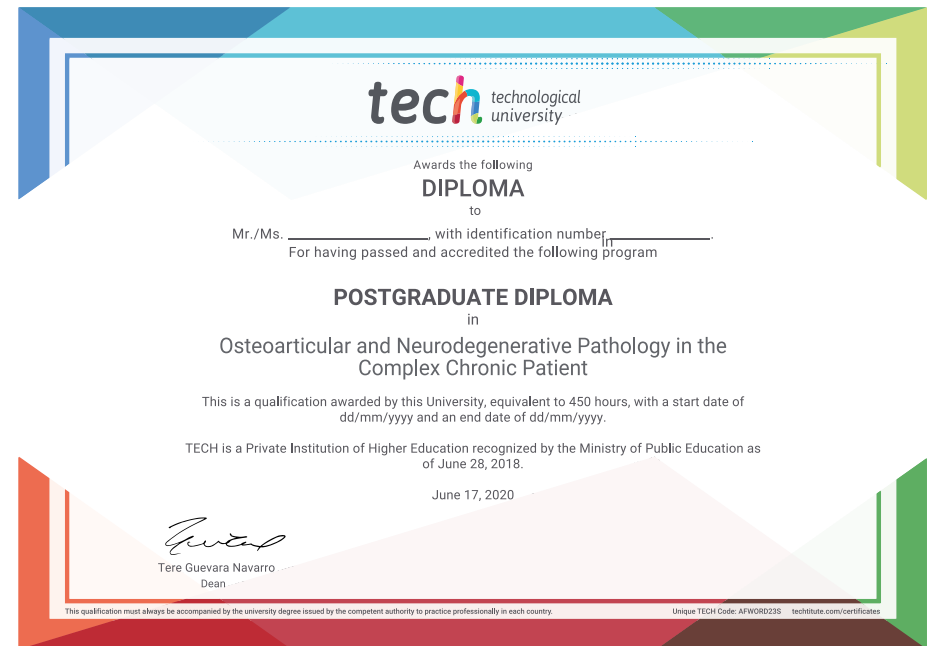 tech technological
university
Awards the following
DIPLOMA
to
Mr./Ms. ____________, with identification number ____________.
in
For having passed and accredited the following program
POSTGRADUATE DIPLOMA
in
Osteoarticular and Neurodegenerative Pathology in the
Complex Chronic Patient
This is a qualification awarded by this University, equivalent to 450 hours, with a start date of
dd/mm/yyyy and an end date of dd/mm/yyyy.
TECH is a Private Institution of Higher Education recognized by the Ministry of Public Education as
of June 28, 2018.
June 17, 2020
Tere Guevara Navarro
Dean
This qualification must always be accompanied by the university degree issued by the competent authority to practice professionally in each country.
Unique TECH Code: AFWORD23S techtitute.com/certificates